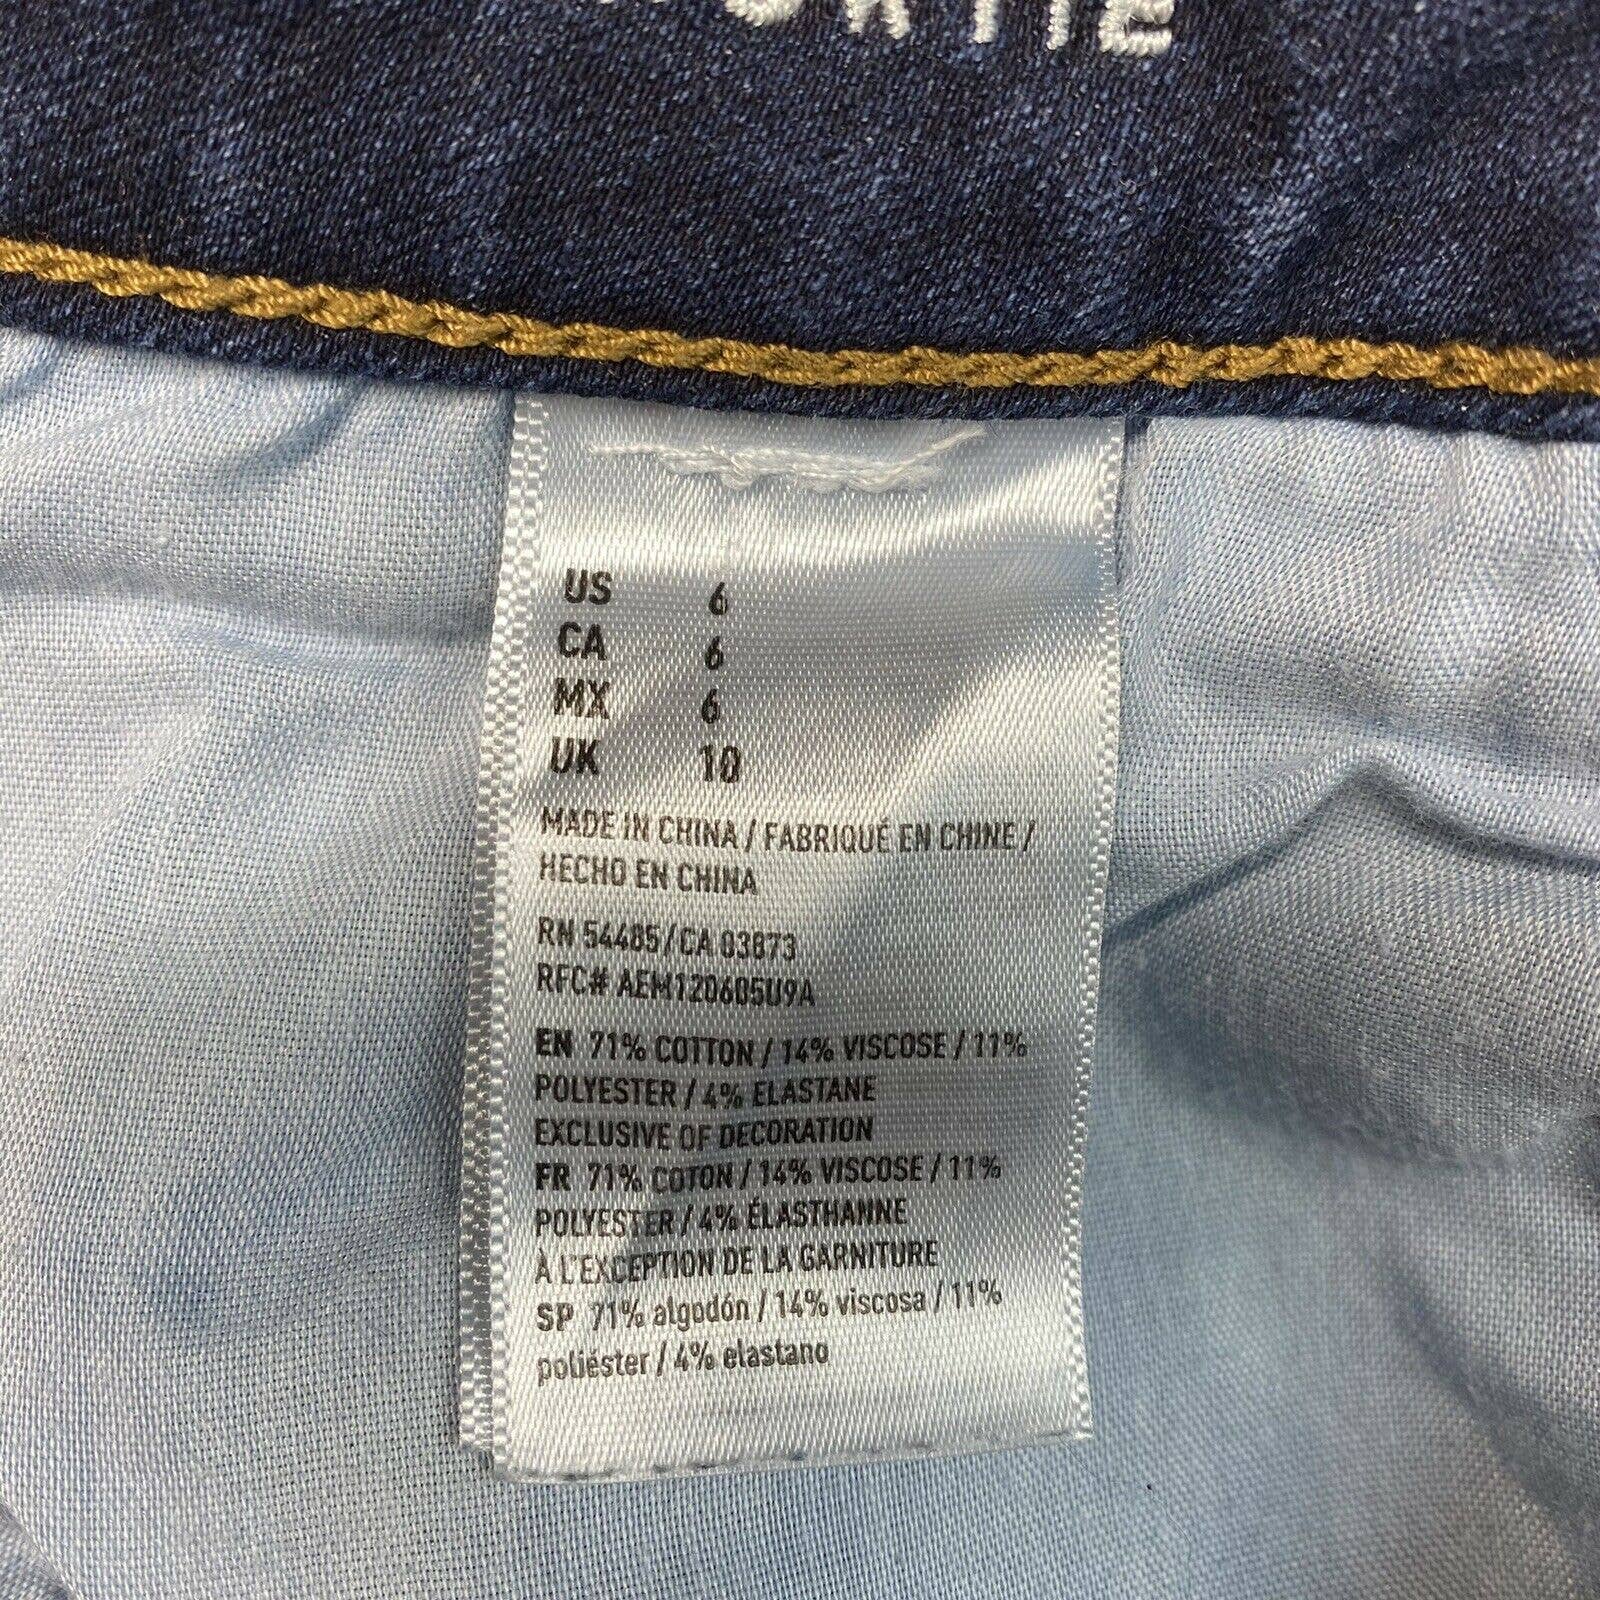 US 6
CA 6
MX 6
UK 10
MADE IN CHINA / FABRIQUÉ EN CHINE /
HECHO EN CHINA
RN 54485/CA 03873
RFC# AEM120605U9A
EN 71% COTTON / 14% VISCOSE / 11%
POLYESTER / 4% ELASTANE
EXCLUSIVE OF DECORATION
FR 71% COTON / 14% VISCOSE / 11%
POLYESTER / 4% ÉLASTHANNE
À L'EXCEPTION DE LA GARNITURE
SP 71% algodón / 14% viscosa / 11%
poliéster / 4% elastano